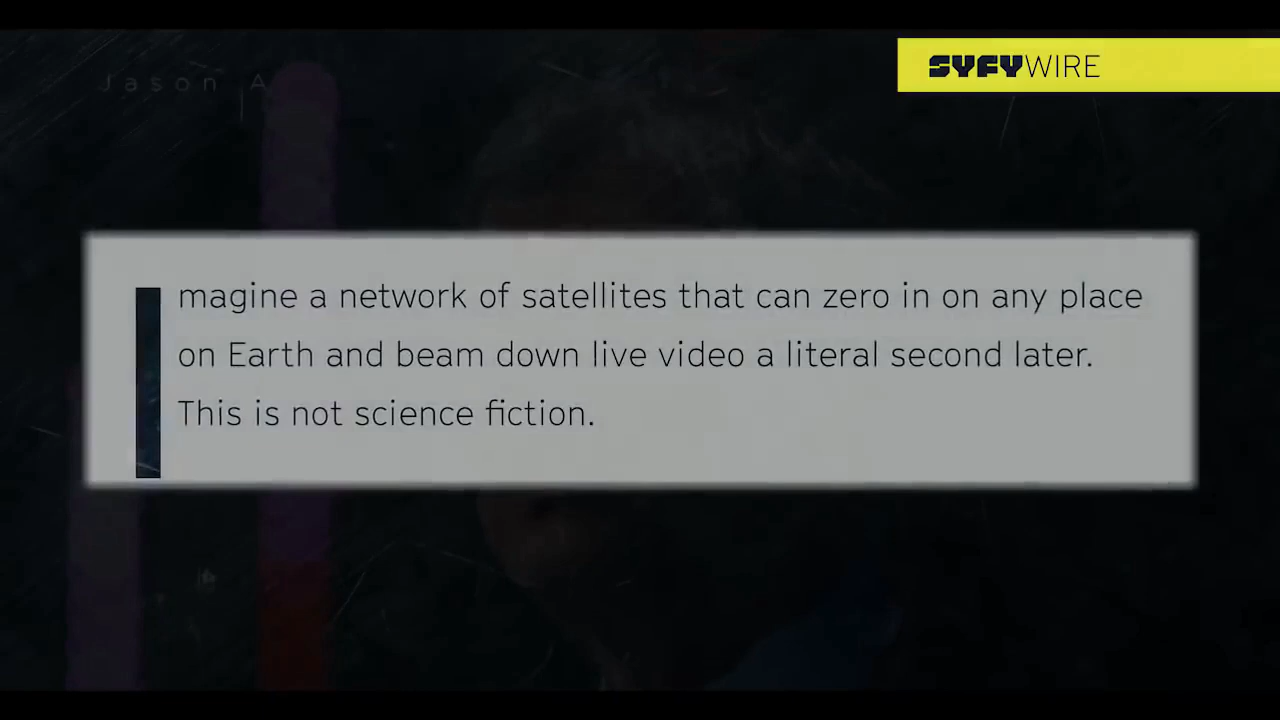 Jason A
SYFYWIRE
Imagine a network of satellites that can zero in on any place
on Earth and beam down live video a literal second later.
This is not science fiction.